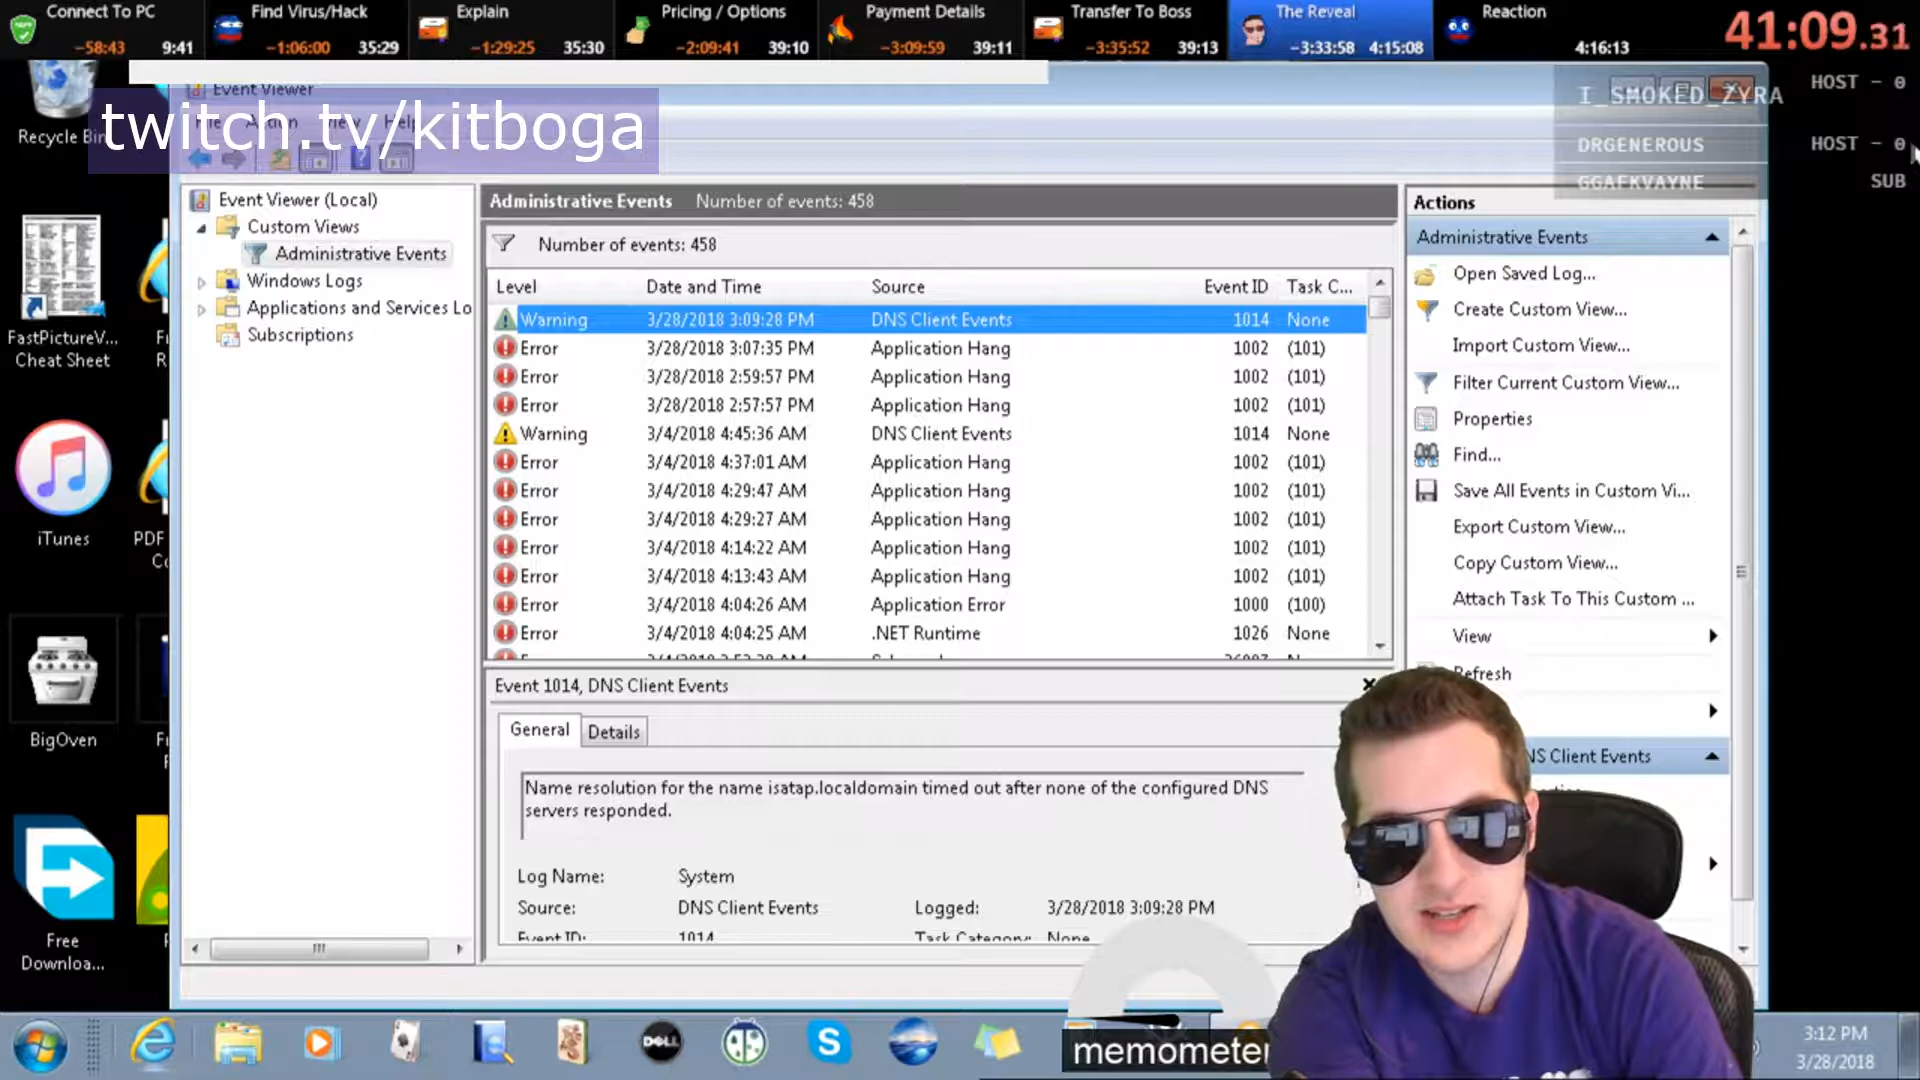 Connect To PC
-58:43 9:41
Find Virus/Hack
-1:06:00 35:29
Explain
-1:29:25 35:30
Pricing / Options
-2:09:41 39:10
Payment Details
-3:09:59 39:11
Transfer To Boss
-3:35:52 39:13
The Reveal
-3:33:58 4:15:08
Reaction
4:16:13
41:09.31
I_SMOKED_ZYRA HOST - 0
DRGENEROUS HOST - 0
GGAFKVAYNE SUB
Event Viewer
Action View Help
twitch.tv/kitboga
Recycle Bin
FastPictureV...
Cheat Sheet
iTunes
PDF
BigOven
Free
Downloa...
Event Viewer (Local)
Custom Views
Administrative Events
Windows Logs
Applications and Services Lo
Subscriptions
Administrative Events Number of events: 458
Number of events: 458
Level Date and Time Source Event ID Task C...
Warning 3/28/2018 3:09:28 PM DNS Client Events 1014 None
Error 3/28/2018 3:07:35 PM Application Hang 1002 (101)
Error 3/28/2018 2:59:57 PM Application Hang 1002 (101)
Error 3/28/2018 2:57:57 PM Application Hang 1002 (101)
Warning 3/4/2018 4:45:36 AM DNS Client Events 1014 None
Error 3/4/2018 4:37:01 AM Application Hang 1002 (101)
Error 3/4/2018 4:29:47 AM Application Hang 1002 (101)
Error 3/4/2018 4:29:27 AM Application Hang 1002 (101)
Error 3/4/2018 4:14:22 AM Application Hang 1002 (101)
Error 3/4/2018 4:13:43 AM Application Hang 1002 (101)
Error 3/4/2018 4:04:26 AM Application Error 1000 (100)
Error 3/4/2018 4:04:25 AM .NET Runtime 1026 None
Event 1014, DNS Client Events
General Details
Name resolution for the name isatap.localdomain timed out after none of the configured DNS
servers responded.
Log Name: System
Source: DNS Client Events Logged: 3/28/2018 3:09:28 PM
Event ID: 1014 Task Category: None
Actions
Administrative Events
Open Saved Log...
Create Custom View...
Import Custom View...
Filter Current Custom View...
Properties
Find...
Save All Events in Custom Vi...
Export Custom View...
Copy Custom View...
Attach Task To This Custom ...
View
Refresh
NS Client Events
DELL
S
memometer
3:12 PM
3/28/2018